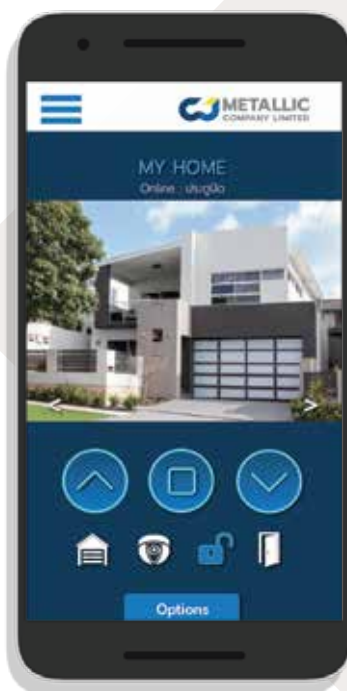 METALLIC
COMPANY LIMITED
MY HOME
Online : ประตูปิด
Options